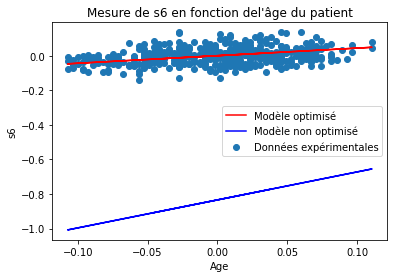 Mesure de s6 en fonction del'âge du patient
s6
0.0
−0.2
−0.4
−0.6
−0.8
−1.0
Modèle optimisé
Modèle non optimisé
Données expérimentales
−0.10
−0.05
0.00
0.05
0.10
Age